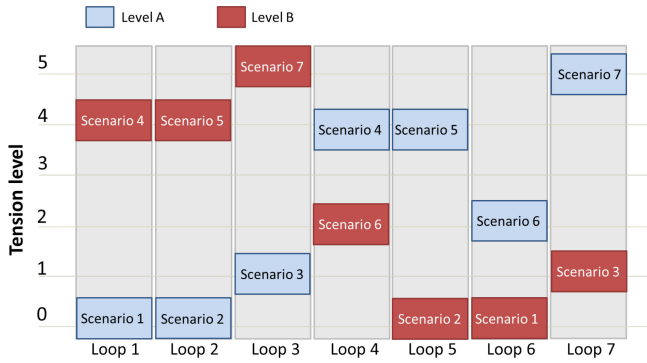 Level A
Level B
5
Scenario 7
Scenario 7
4
Scenario 4
Scenario 5
Scenario 4
Scenario 5
3
2
Scenario 6
Scenario 6
1
Scenario 3
Scenario 3
0
Scenario 1
Scenario 2
Scenario 2
Scenario 1
Tension level
Loop 1
Loop 2
Loop 3
Loop 4
Loop 5
Loop 6
Loop 7